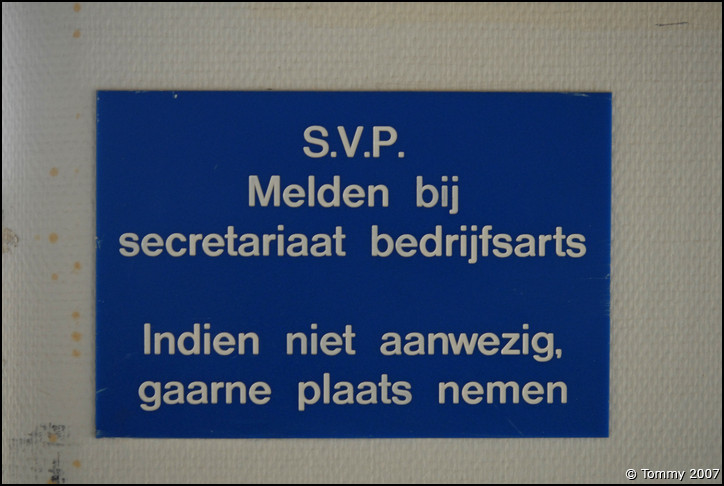 S.V.P.
Melden bij
secretariaat bedrijfsarts
Indien niet aanwezig,
gaarne plaats nemen
© Tommy 2007